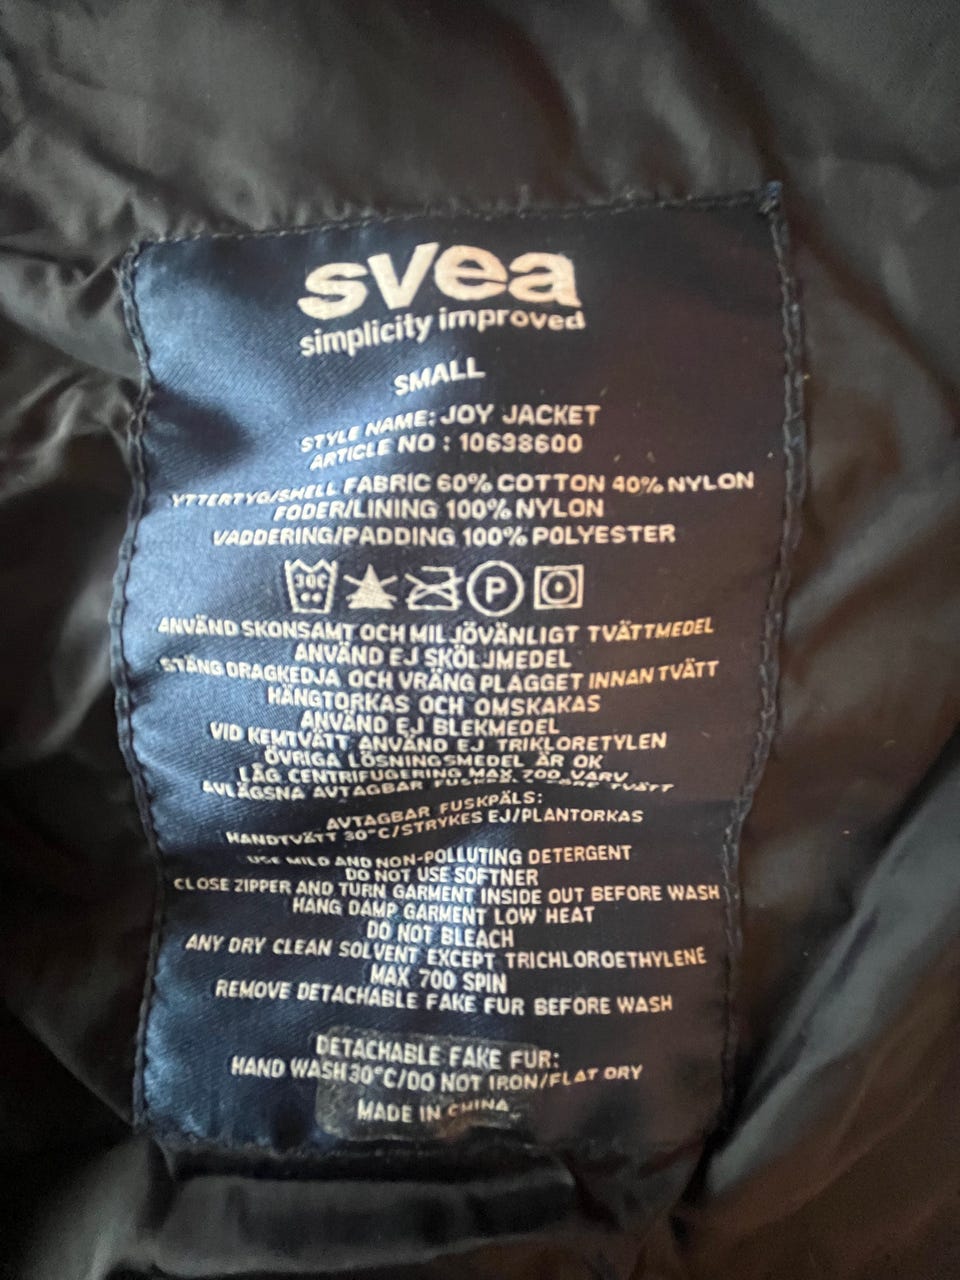 svea
simplicity improved
SMALL
STYLE NAME: JOY JACKET
ARTICLE NO : 10638600
YTTERTYG/SHELL FABRIC 60% COTTON 40% NYLON
FODER/LINING 100% NYLON
VADDERING/PADDING 100% POLYESTER
30C P
ANVÄND SKONSAMT OCH MILJÖVÄNLIGT TVÄTTMEDEL
ANVÄND EJ SKÖLJMEDEL
STÄNG DRAGKEDJA OCH VRÄNG PLAGGET INNAN TVÄTT
HÄNGTORKAS OCH OMSKAKAS
ANVÄND EJ BLEKMEDEL
VID KEMTVÄTT ANVÄND EJ TRIKLORETYLEN
ÖVRIGA LÖSNINGSMEDEL ÄR OK
LÅG CENTRIFUGERING MAX 700 VARV
AVLÄGSNA AVTAGBAR FUSKPÄLS FÖRE TVÄTT
AVTAGBAR FUSKPÄLS:
HANDTVÄTT 30°C/STRYKES EJ/PLANTORKAS
USE MILD AND NON-POLLUTING DETERGENT
DO NOT USE SOFTNER
CLOSE ZIPPER AND TURN GARMENT INSIDE OUT BEFORE WASH
HANG DAMP GARMENT LOW HEAT
DO NOT BLEACH
ANY DRY CLEAN SOLVENT EXCEPT TRICHLOROETHYLENE
MAX 700 SPIN
REMOVE DETACHABLE FAKE FUR BEFORE WASH
DETACHABLE FAKE FUR:
HAND WASH 30°C/DO NOT IRON/FLAT DRY
MADE IN CHINA